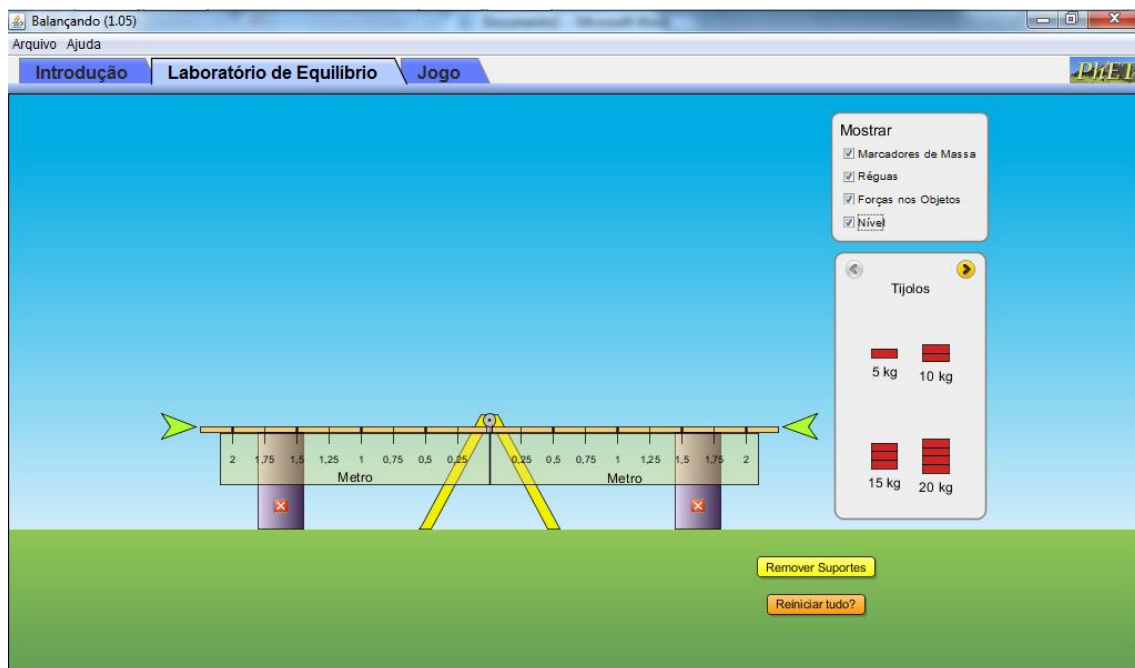 Balançando (1.05)
Arquivo Ajuda
Introdução Laboratório de Equilíbrio Jogo
PhET
Mostrar
Marcadores de Massa
Réguas
Forças nos Objetos
Nível
Tijolos
5 kg 10 kg
15 kg 20 kg
2 1,75 1,5 1,25 1 0,75 0,5 0,25 0,25 0,5 0,75 1 1,25 1,5 1,75 2
Metro Metro
Remover Suportes
Reiniciar tudo?